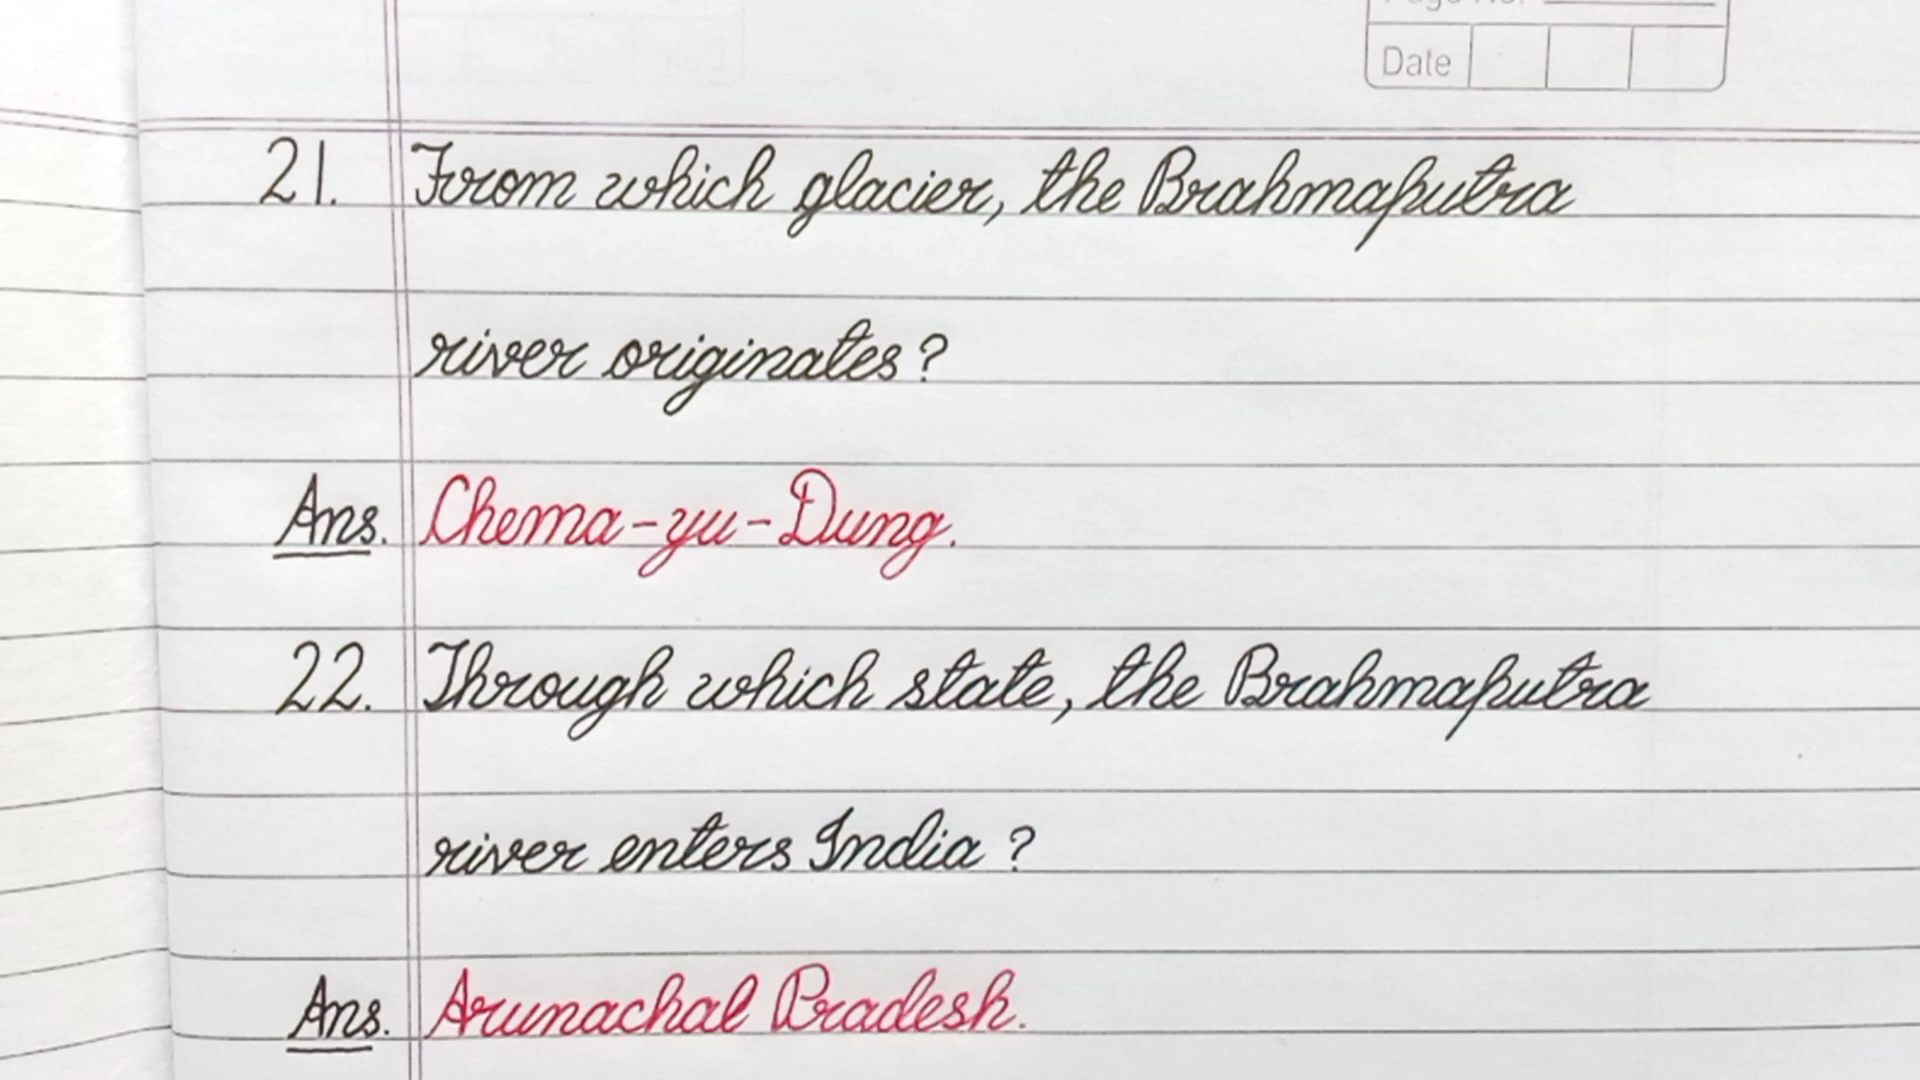 Date
21. From which glacier, the Brahmaputra
river originates?
Ans. Chema-yu-Dung.
22. Through which state, the Brahmaputra
river enters India?
Ans. Arunachal Pradesh.